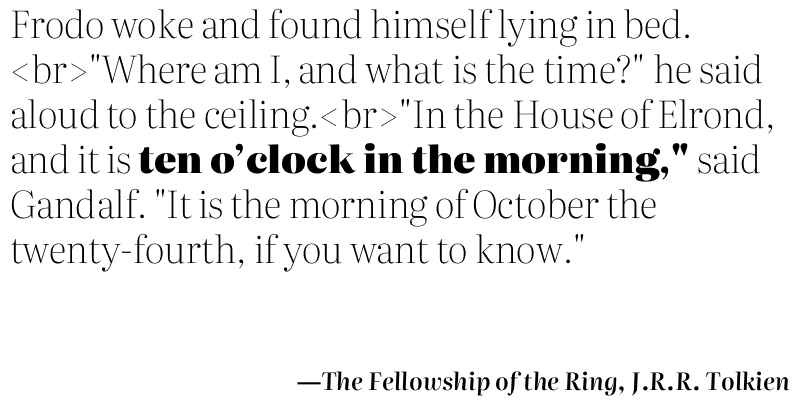 Frodo woke and found himself lying in bed.
<br>"Where am I, and what is the time?" he said
aloud to the ceiling.<br>"In the House of Elrond,
and it is ten o’clock in the morning," said
Gandalf. "It is the morning of October the
twenty-fourth, if you want to know."
—The Fellowship of the Ring, J.R.R. Tolkien